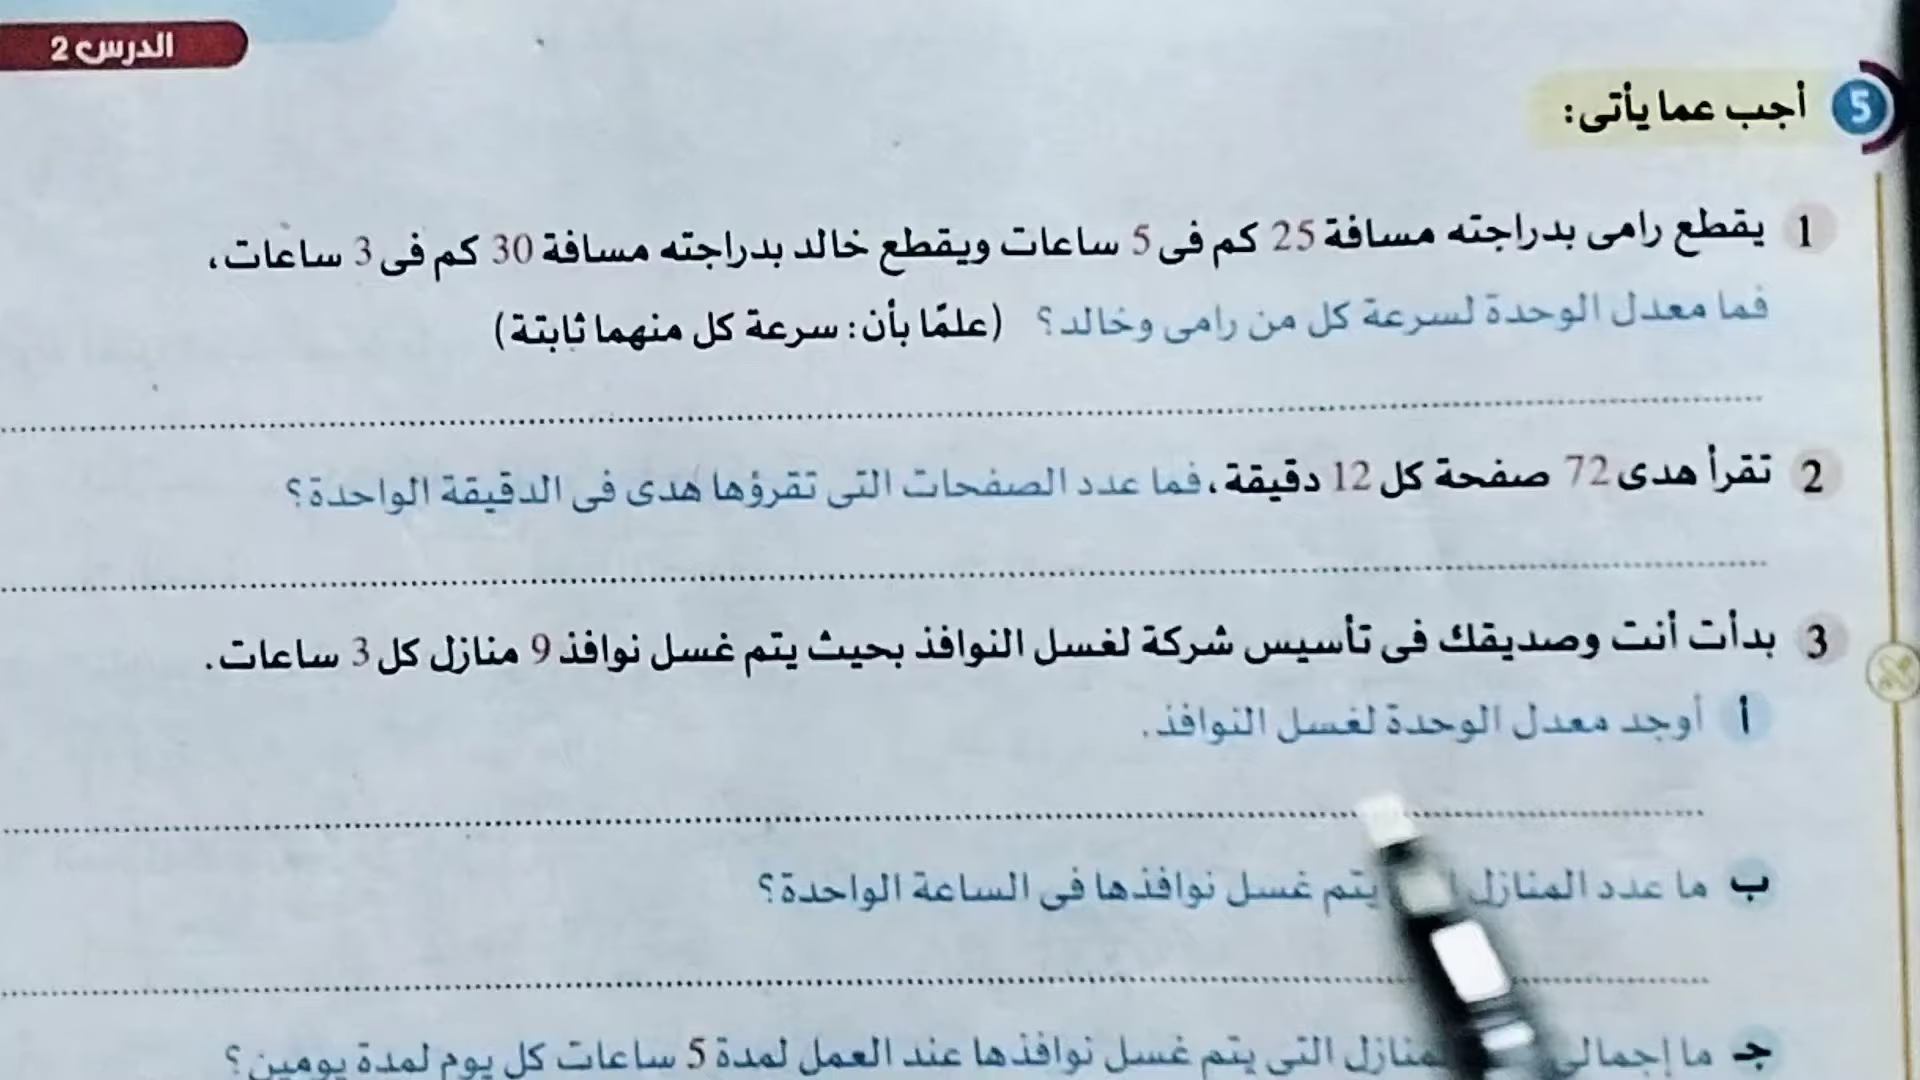 الدرس 2
5 أجب عما يأتى:
1 يقطع رامى بدراجته مسافة 25 كم فى 5 ساعات ويقطع خالد بدراجته مسافة 30 كم فى 3 ساعات،
فما معدل الوحدة لسرعة كل من رامى وخالد؟ (علمًا بأن: سرعة كل منهما ثابتة)
2 تقرأ هدى 72 صفحة كل 12 دقيقة، فما عدد الصفحات التى تقرؤها هدى فى الدقيقة الواحدة؟
3 بدأت أنت وصديقك فى تأسيس شركة لغسل النوافذ بحيث يتم غسل نوافذ 9 منازل كل 3 ساعات.
أ أوجد معدل الوحدة لغسل النوافذ.
ب ما عدد المنازل يتم غسل نوافذها فى الساعة الواحدة؟
جـ ما إجمالى التى يتم غسل نوافذها عند العمل لمدة 5 ساعات كل يوم لمدة يومين؟